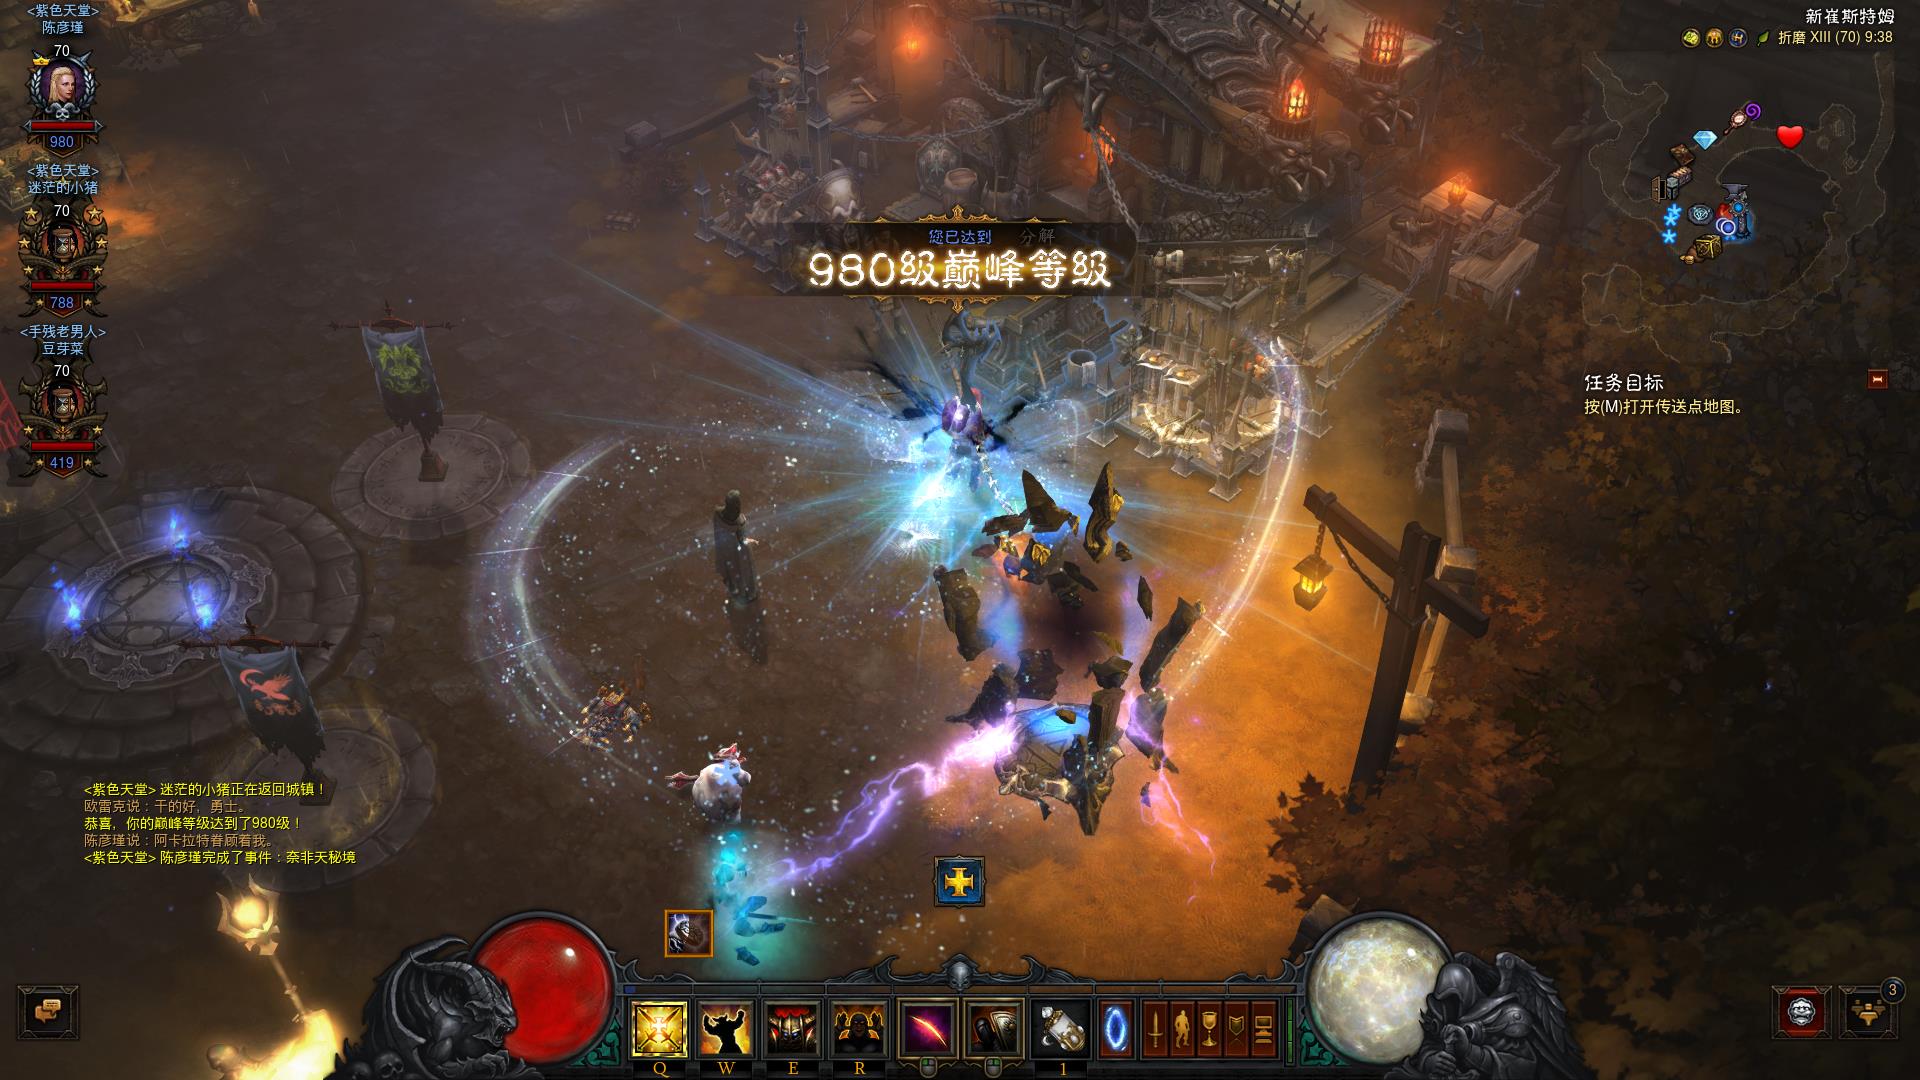 <紫色天堂>
陈彦瑾
70
980
<紫色天堂>
迷茫的小猪
70
788
<手残老男人>
豆芽菜
70
419
您已达到
分解
980级巅峰等级
新崔斯特姆
折磨 XIII (70) 9:38
任务目标
按(M)打开传送点地图。
<紫色天堂> 迷茫的小猪正在返回城镇！
欧雷克说：干的好，勇士。
恭喜，你的巅峰等级达到了980级！
陈彦瑾说：阿卡拉特眷顾着我。
<紫色天堂> 陈彦瑾完成了事件：奈非天秘境
3
Q W E R 1